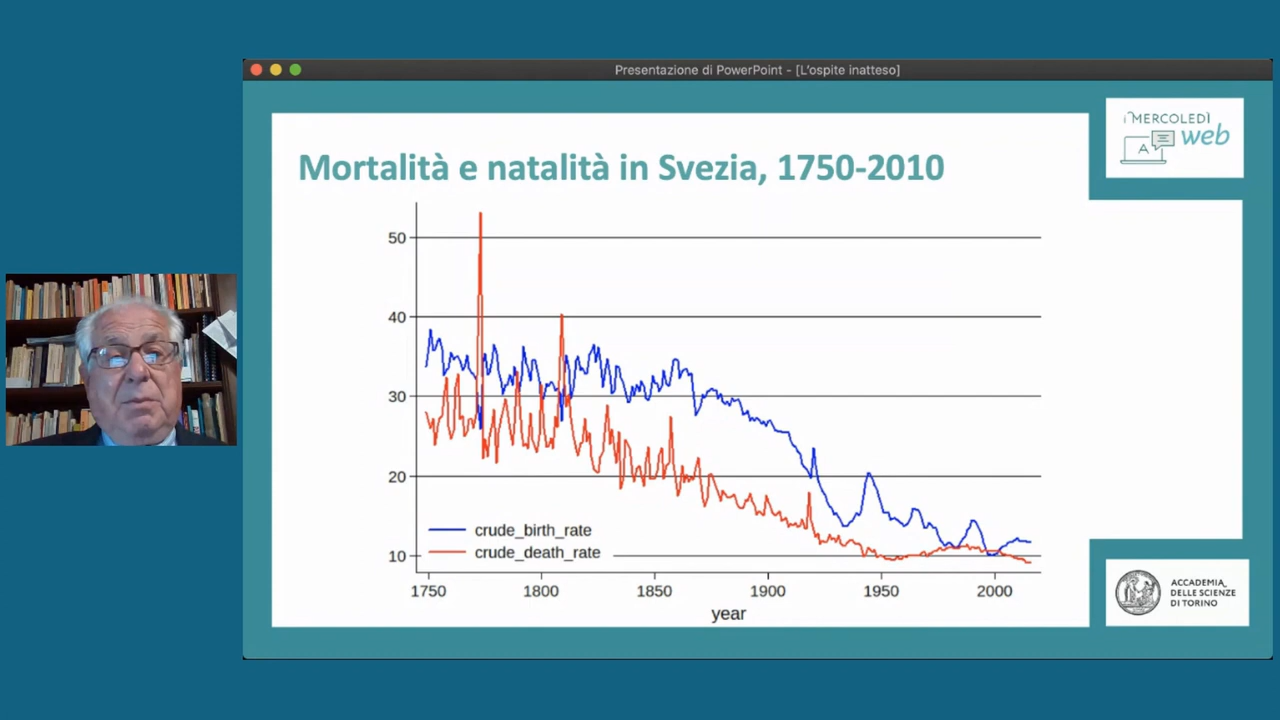 Presentazione di PowerPoint - [L'ospite inatteso]
i MERCOLEDÌ
A
web
Mortalità e natalità in Svezia, 1750-2010
50
40
30
20
10
crude_birth_rate
crude_death_rate
1750 1800 1850 1900 1950 2000
year
ACCADEMIA
DELLE SCIENZE
DI TORINO